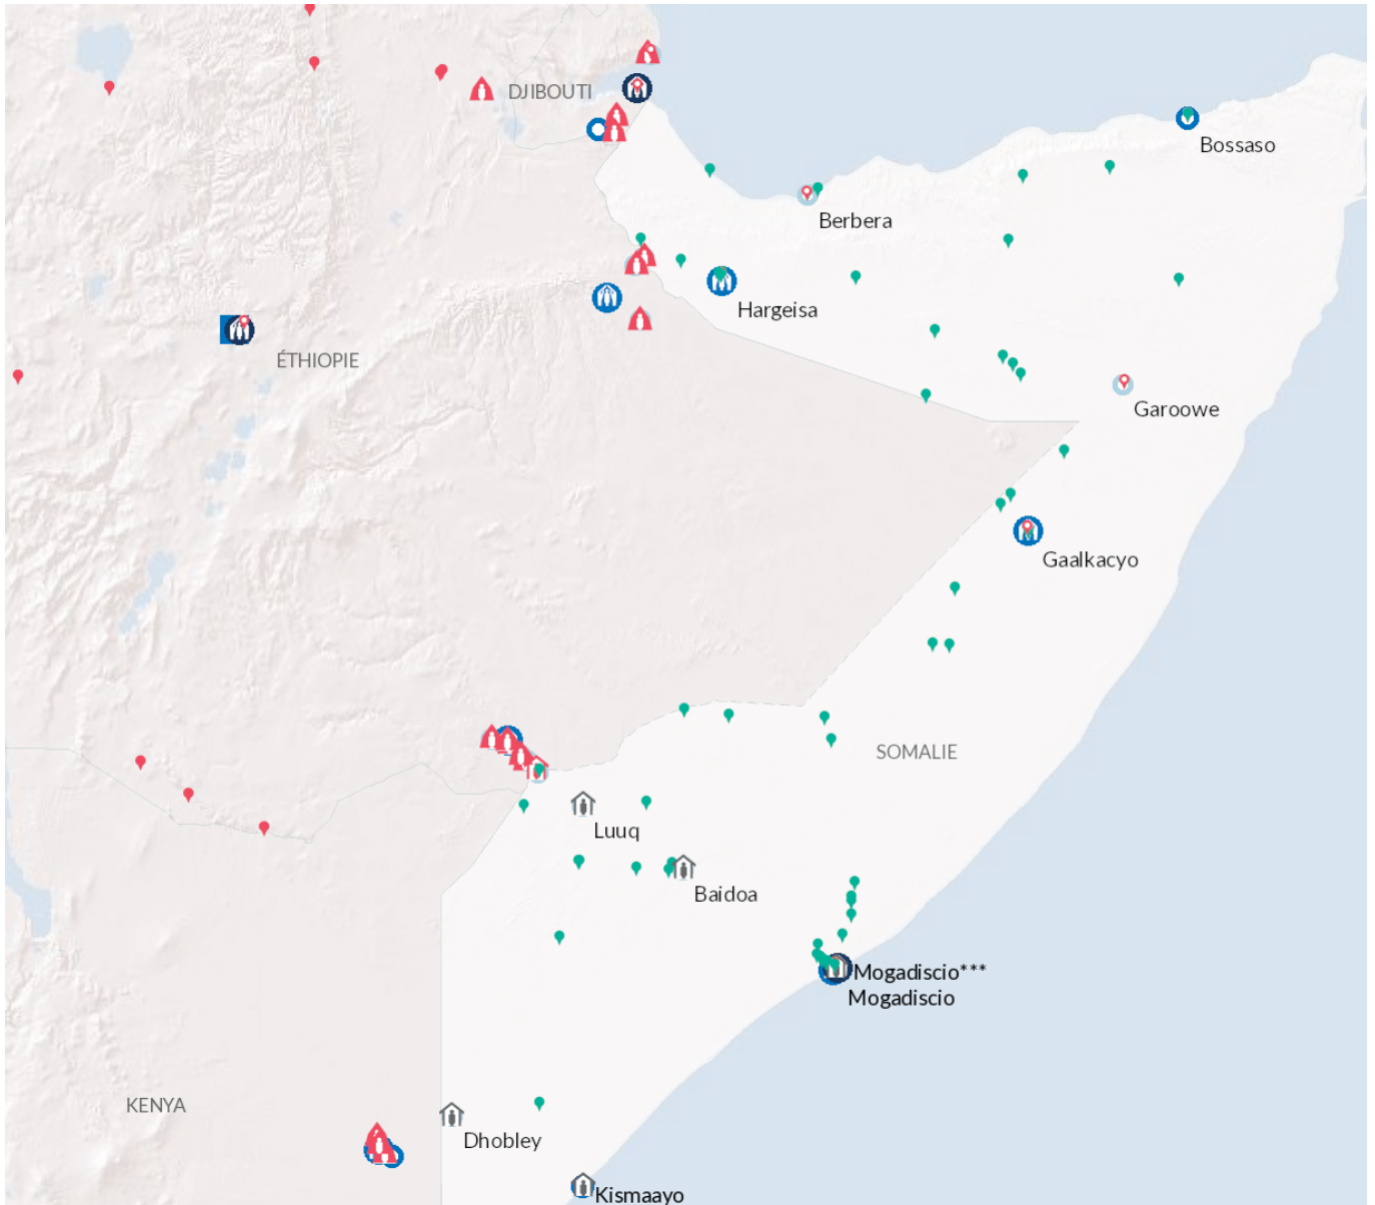 DJIBOUTI
Bossaso
Berbera
Hargeisa
ÉTHIOPIE
Garoowe
Gaalkacyo
SOMALIE
Luuq
Baidoa
Mogadiscio***
Mogadiscio
KENYA
Dhobley
Kismaayo